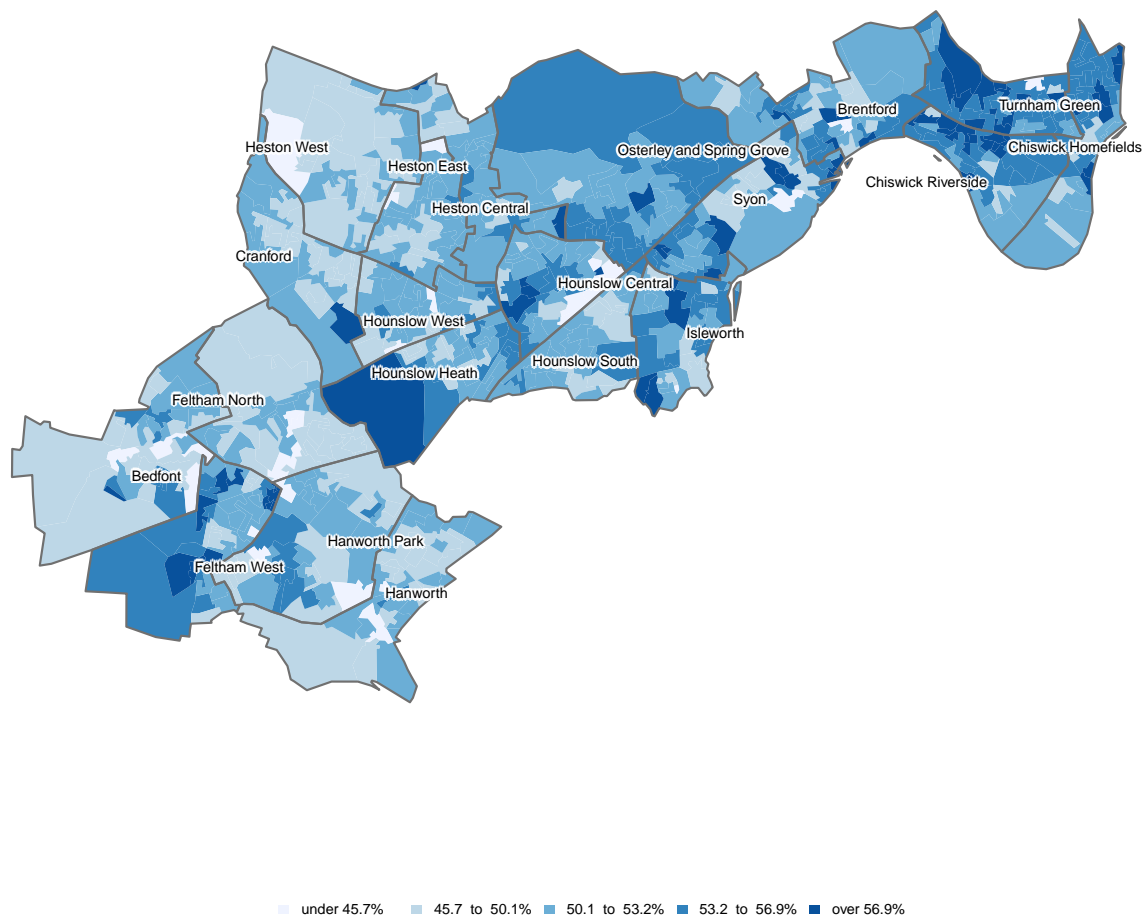 Turnham Green
Brentford
Heston West
Osterley and Spring Grove
Chiswick Homefields
Heston East
Chiswick Riverside
Syon
Heston Central
Cranford
Hounslow Central
Hounslow West
Isleworth
Hounslow South
Hounslow Heath
Feltham North
Bedfont
Hanworth Park
Feltham West
Hanworth
under 45.7% 45.7 to 50.1% 50.1 to 53.2% 53.2 to 56.9% over 56.9%